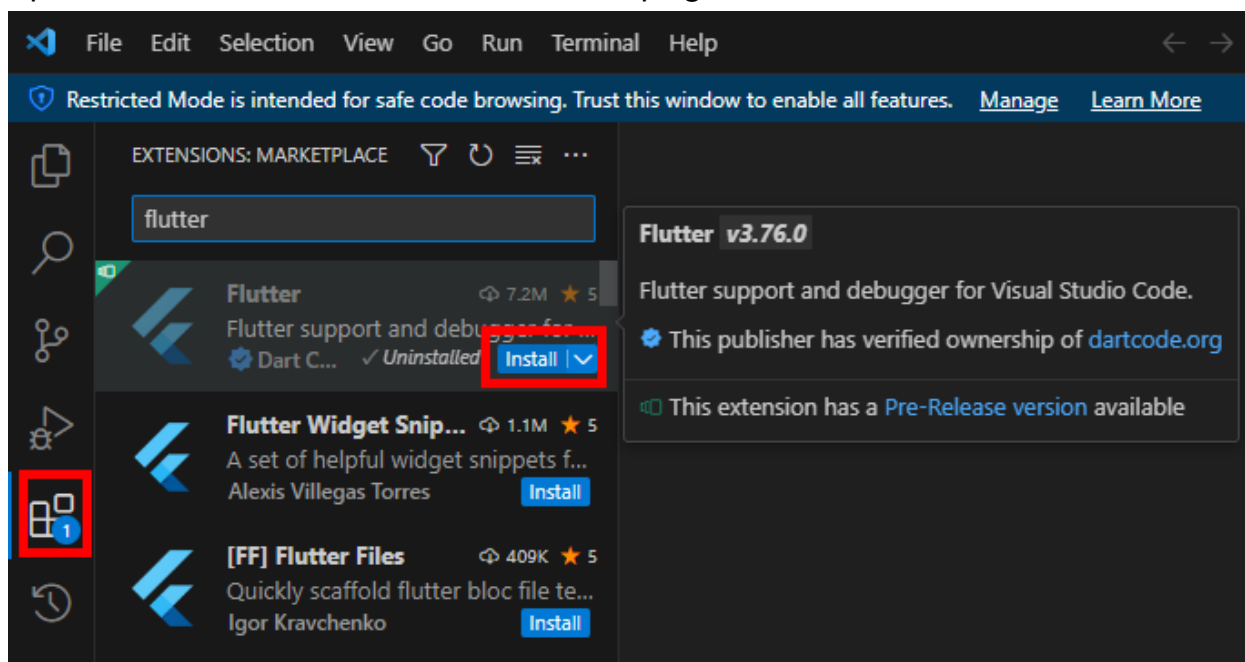 File Edit Selection View Go Run Terminal Help
Restricted Mode is intended for safe code browsing. Trust this window to enable all features. Manage Learn More
EXTENSIONS: MARKETPLACE
flutter
Flutter 7.2M 5
Flutter support and debugger for ...
Dart C... Uninstalled Install
Flutter Widget Snip... 1.1M 5
A set of helpful widget snippets f...
Alexis Villegas Torres Install
1
[FF] Flutter Files 409K 5
Quickly scaffold flutter bloc file te...
Igor Kravchenko Install
Flutter v3.76.0
Flutter support and debugger for Visual Studio Code.
This publisher has verified ownership of dartcode.org
This extension has a Pre-Release version available